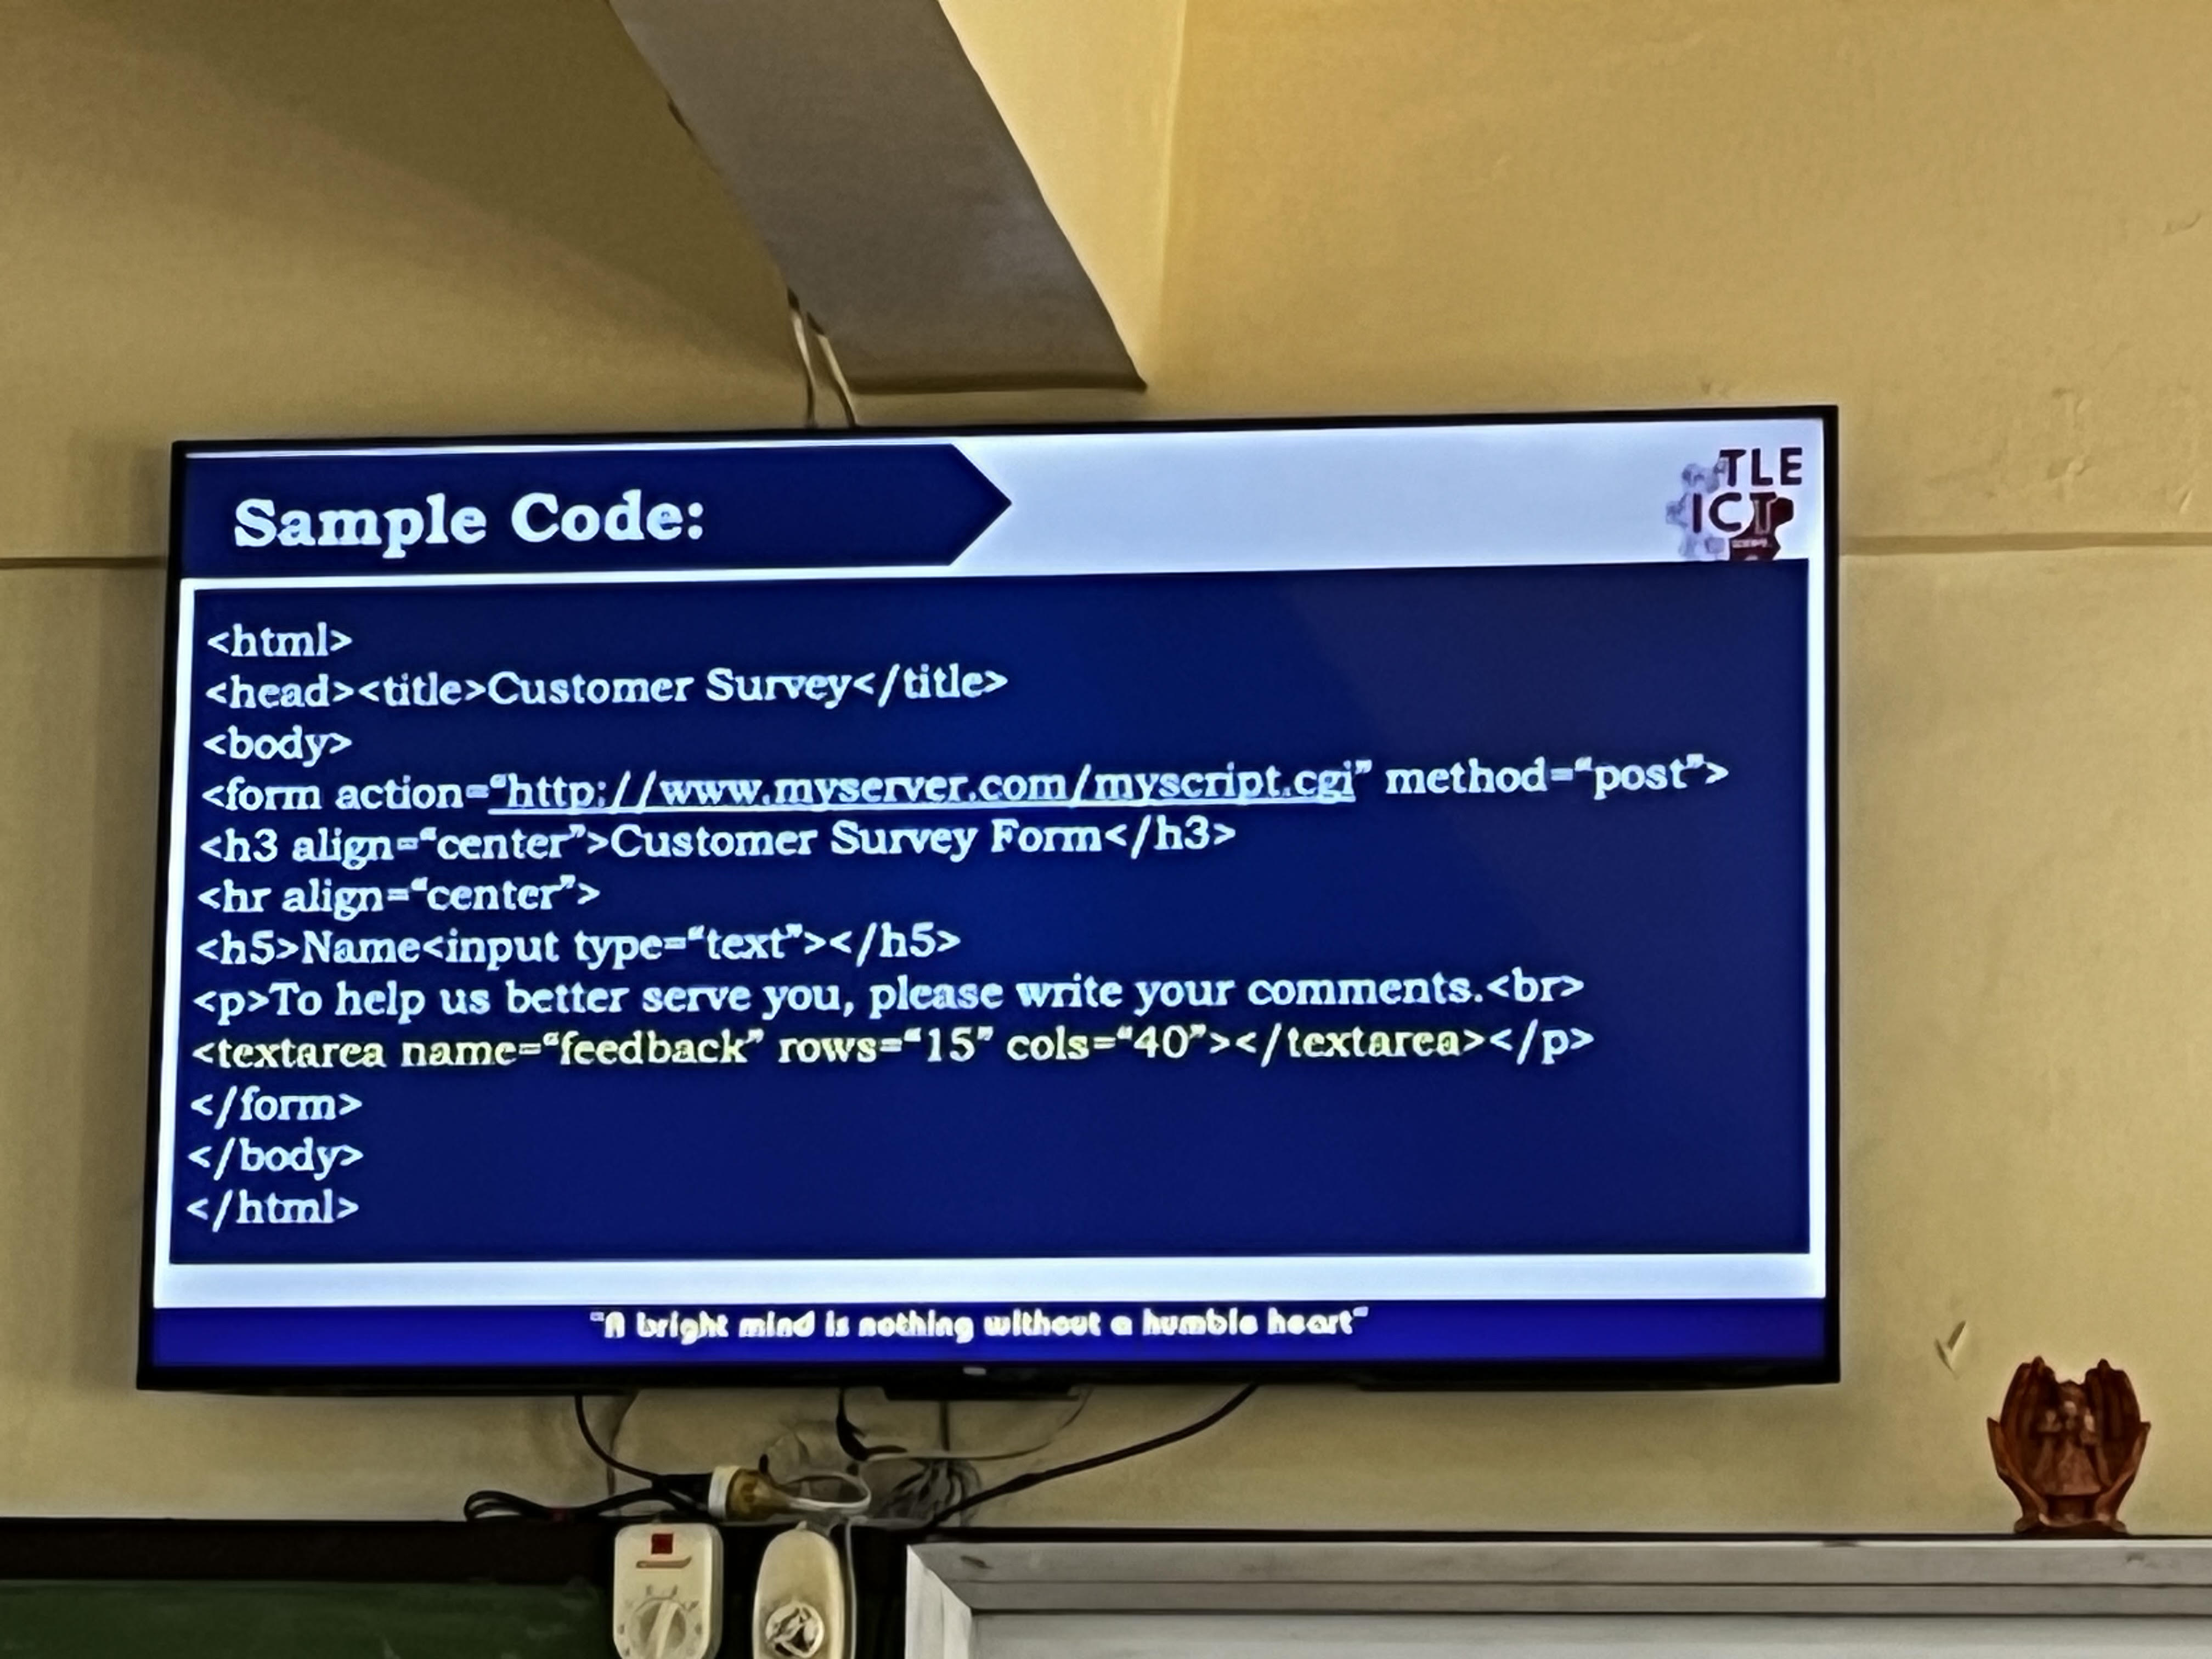 Sample Code:
TLE
ICT
<html>
<head><title>Customer Survey</title>
<body>
<form action=“http://www.myserver.com/myscript.cgi” method=“post”>
<h3 align=“center”>Customer Survey Form</h3>
<hr align=“center”>
<h5>Name<input type=“text”></h5>
<p>To help us better serve you, please write your comments.<br>
<textarea name=“feedback” rows=“15” cols=“40”></textarea></p>
</form>
</body>
</html>
"A bright mind is nothing without a humble heart"